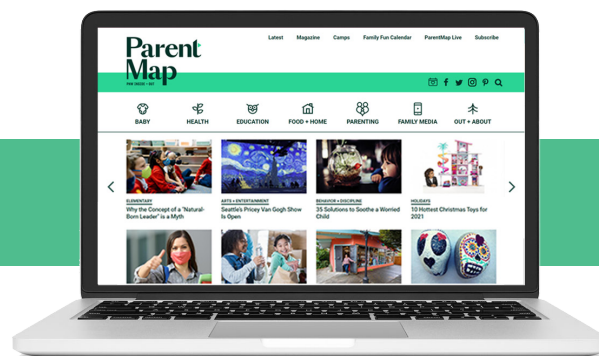 Latest Magazine Camps Family Fun Calendar ParentMap Live Subscribe
Parent
Map
BABY HEALTH EDUCATION FOOD + HOME PARENTING FAMILY MEDIA OUT + ABOUT
ELEMENTARY
Why the Concept of a "Natural-
Born Leader" is a Myth
ARTS + ENTERTAINMENT
Seattle's Pricey Van Gogh Show
Is Open
BEHAVIOR + DISCIPLINE
35 Solutions to Soothe a Worried
Child
HOLIDAYS
10 Hottest Christmas Toys for
2021